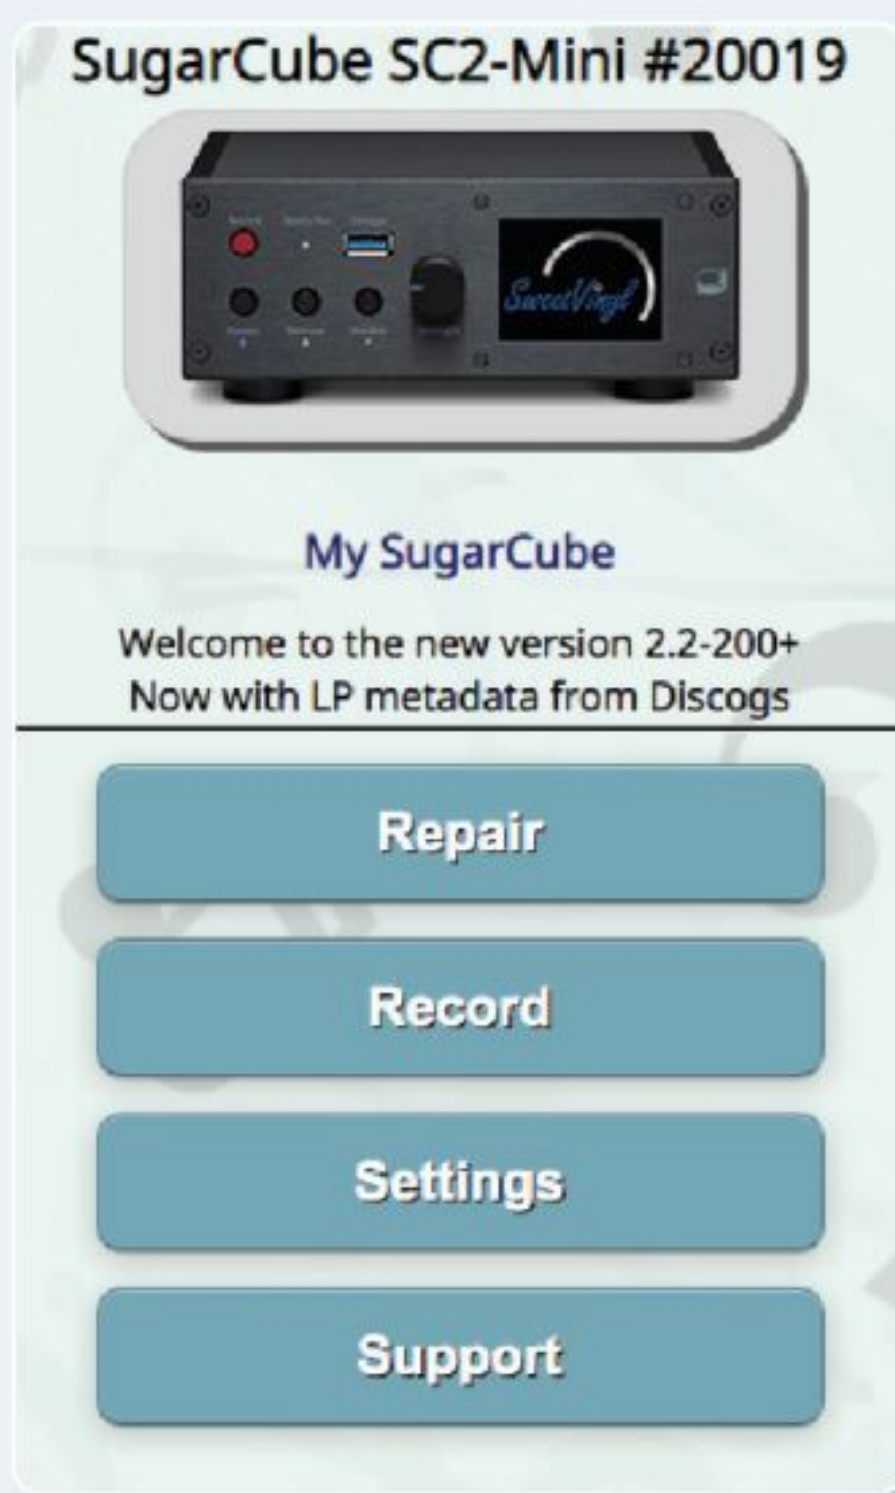 SugarCube SC2-Mini #20019
SweetVinyl
My SugarCube
Welcome to the new version 2.2-200+
Now with LP metadata from Discogs
Repair
Record
Settings
Support